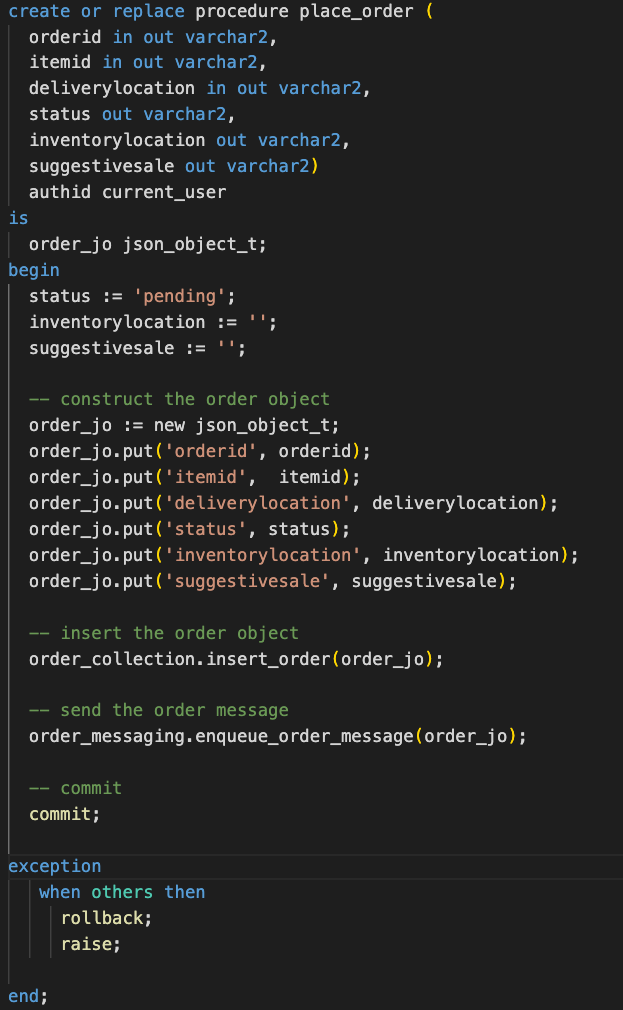 create or replace procedure place_order (
  orderid in out varchar2,
  itemid in out varchar2,
  deliverylocation in out varchar2,
  status out varchar2,
  inventorylocation out varchar2,
  suggestivesale out varchar2)
  authid current_user
is
  order_jo json_object_t;
begin
  status := 'pending';
  inventorylocation := '';
  suggestivesale := '';

  -- construct the order object
  order_jo := new json_object_t;
  order_jo.put('orderid', orderid);
  order_jo.put('itemid',  itemid);
  order_jo.put('deliverylocation', deliverylocation);
  order_jo.put('status', status);
  order_jo.put('inventorylocation', inventorylocation);
  order_jo.put('suggestivesale', suggestivesale);

  -- insert the order object
  order_collection.insert_order(order_jo);

  -- send the order message
  order_messaging.enqueue_order_message(order_jo);

  -- commit
  commit;

exception
   when others then
     rollback;
     raise;

end;